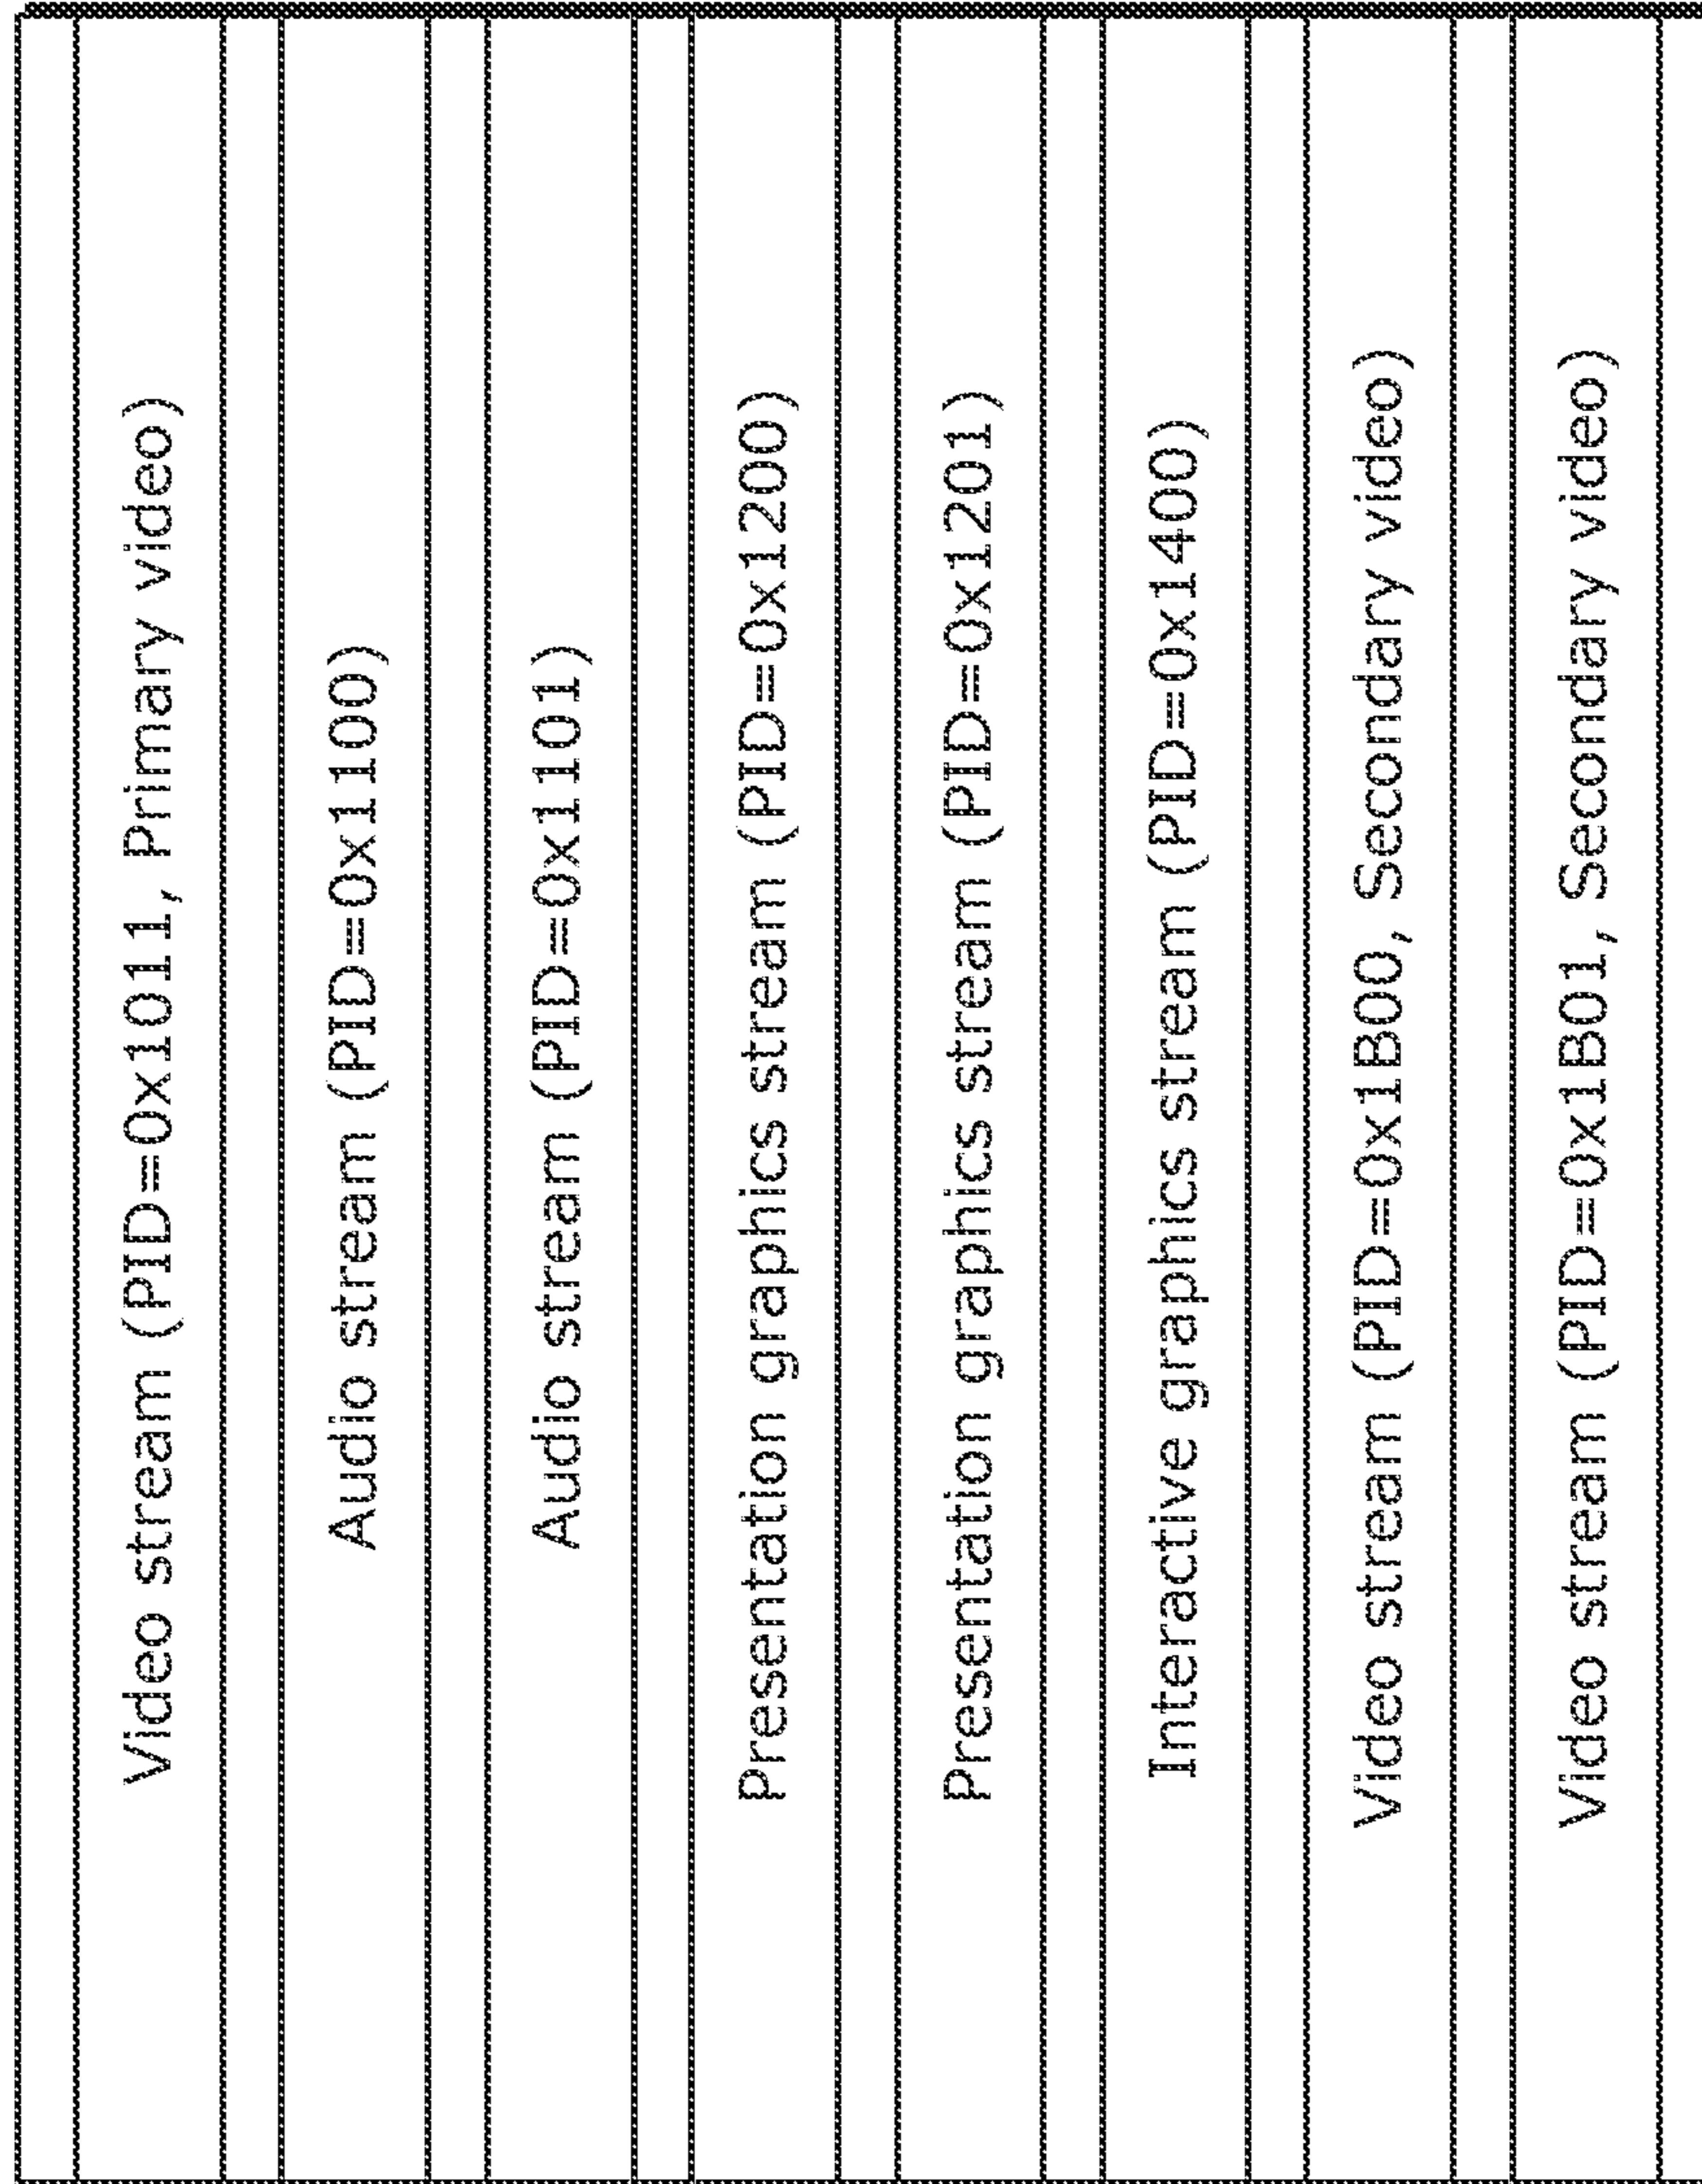 Video stream (PID=0x1011, Primary video)
Audio stream (PID=0x1100)
Audio stream (PID=0x1101)
Presentation graphics stream (PID=0x1200)
Presentation graphics stream (PID=0x1201)
Interactive graphics stream (PID=0x1400)
Video stream (PID=0x1B00, Secondary video)
Video stream (PID=0x1B01, Secondary video)